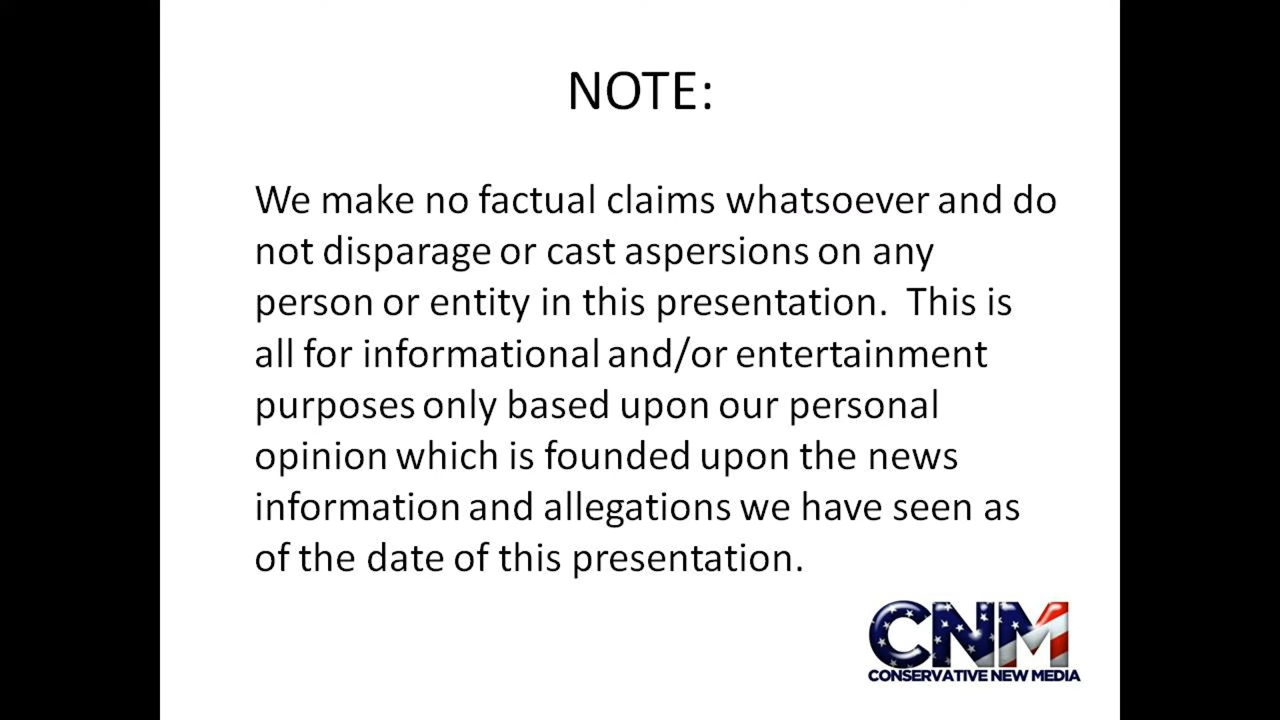 NOTE:
We make no factual claims whatsoever and do
not disparage or cast aspersions on any
person or entity in this presentation.  This is
all for informational and/or entertainment
purposes only based upon our personal
opinion which is founded upon the news
information and allegations we have seen as
of the date of this presentation.
CNM
CONSERVATIVE NEW MEDIA